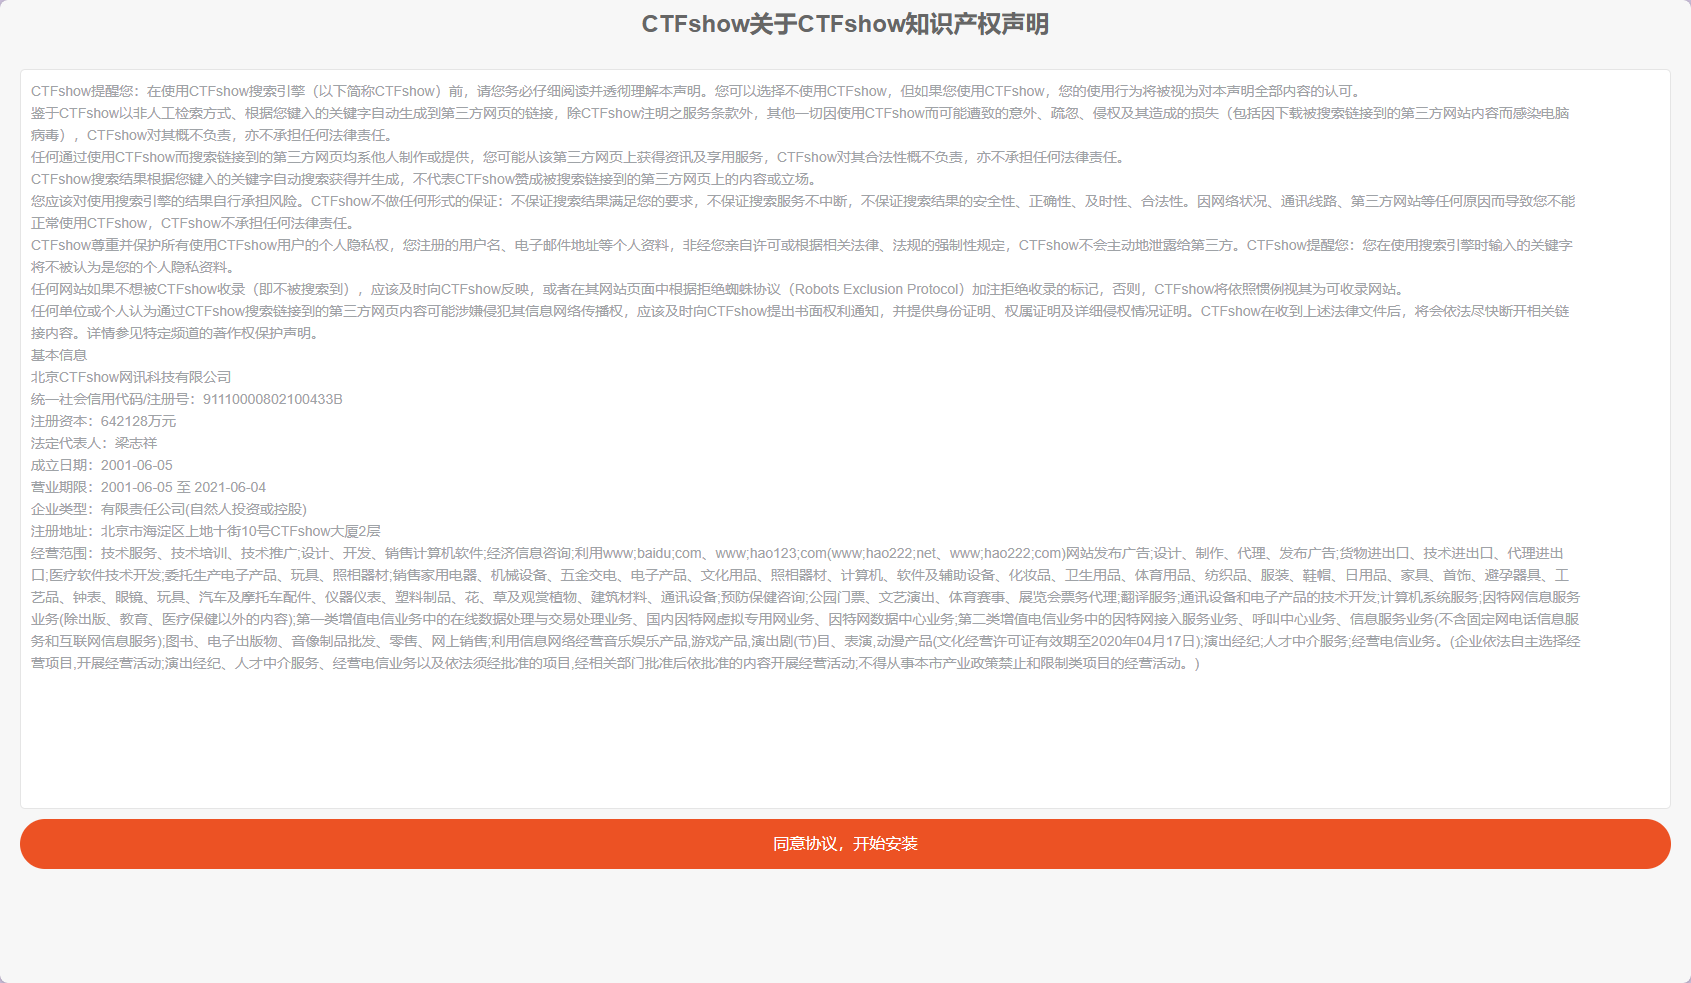 CTFshow关于CTFshow知识产权声明
CTFshow提醒您：在使用CTFshow搜索引擎（以下简称CTFshow）前，请您务必仔细阅读并透彻理解本声明。您可以选择不使用CTFshow，但如果您使用CTFshow，您的使用行为将被视为对本声明全部内容的认可。
鉴于CTFshow以非人工检索方式、根据您键入的关键字自动生成到第三方网页的链接，除CTFshow注明之服务条款外，其他一切因使用CTFshow而可能遭致的意外、疏忽、侵权及其造成的损失（包括因下载被搜索链接到的第三方网站内容而感染电脑
病毒），CTFshow对其概不负责，亦不承担任何法律责任。
任何通过使用CTFshow而搜索链接到的第三方网页均系他人制作或提供，您可能从该第三方网页上获得资讯及享用服务，CTFshow对其合法性概不负责，亦不承担任何法律责任。
CTFshow搜索结果根据您键入的关键字自动搜索获得并生成，不代表CTFshow赞成被搜索链接到的第三方网页上的内容或立场。
您应该对使用搜索引擎的结果自行承担风险。CTFshow不做任何形式的保证：不保证搜索结果满足您的要求，不保证搜索服务不中断，不保证搜索结果的安全性、正确性、及时性、合法性。因网络状况、通讯线路、第三方网站等任何原因而导致您不能
正常使用CTFshow，CTFshow不承担任何法律责任。
CTFshow尊重并保护所有使用CTFshow用户的个人隐私权，您注册的用户名、电子邮件地址等个人资料，非经您亲自许可或根据相关法律、法规的强制性规定，CTFshow不会主动地泄露给第三方。CTFshow提醒您：您在使用搜索引擎时输入的关键字
将不被认为是您的个人隐私资料。
任何网站如果不想被CTFshow收录（即不被搜索到），应该及时向CTFshow反映，或者在其网站页面中根据拒绝蜘蛛协议（Robots Exclusion Protocol）加注拒绝收录的标记，否则，CTFshow将依照惯例视其为可收录网站。
任何单位或个人认为通过CTFshow搜索链接到的第三方网页内容可能涉嫌侵犯其信息网络传播权，应该及时向CTFshow提出书面权利通知，并提供身份证明、权属证明及详细侵权情况证明。CTFshow在收到上述法律文件后，将会依法尽快断开相关链
接内容。详情参见特定频道的著作权保护声明。
基本信息
北京CTFshow网讯科技有限公司
统一社会信用代码/注册号：91110000802100433B
注册资本：642128万元
法定代表人：梁志祥
成立日期：2001-06-05
营业期限：2001-06-05 至 2021-06-04
企业类型：有限责任公司(自然人投资或控股)
注册地址：北京市海淀区上地十街10号CTFshow大厦2层
经营范围：技术服务、技术培训、技术推广;设计、开发、销售计算机软件;经济信息咨询;利用www;baidu;com、www;hao123;com(www;hao222;net、www;hao222;com)网站发布广告;设计、制作、代理、发布广告;货物进出口、技术进出口、代理进出
口;医疗软件技术开发;委托生产电子产品、玩具、照相器材;销售家用电器、机械设备、五金交电、电子产品、文化用品、照相器材、计算机、软件及辅助设备、化妆品、卫生用品、体育用品、纺织品、服装、鞋帽、日用品、家具、首饰、避孕器具、工
艺品、钟表、眼镜、玩具、汽车及摩托车配件、仪器仪表、塑料制品、花、草及观赏植物、建筑材料、通讯设备;预防保健咨询;公园门票、文艺演出、体育赛事、展览会票务代理;翻译服务;通讯设备和电子产品的技术开发;计算机系统服务;因特网信息服务
业务(除出版、教育、医疗保健以外的内容);第一类增值电信业务中的在线数据处理与交易处理业务、国内因特网虚拟专用网业务、因特网数据中心业务;第二类增值电信业务中的因特网接入服务业务、呼叫中心业务、信息服务业务(不含固定网电话信息服
务和互联网信息服务);图书、电子出版物、音像制品批发、零售、网上销售;利用信息网络经营音乐娱乐产品,游戏产品,演出剧(节)目、表演,动漫产品(文化经营许可证有效期至2020年04月17日);演出经纪;人才中介服务;经营电信业务。(企业依法自主选择经
营项目,开展经营活动;演出经纪、人才中介服务、经营电信业务以及依法须经批准的项目,经相关部门批准后依批准的内容开展经营活动;不得从事本市产业政策禁止和限制类项目的经营活动。)
同意协议，开始安装